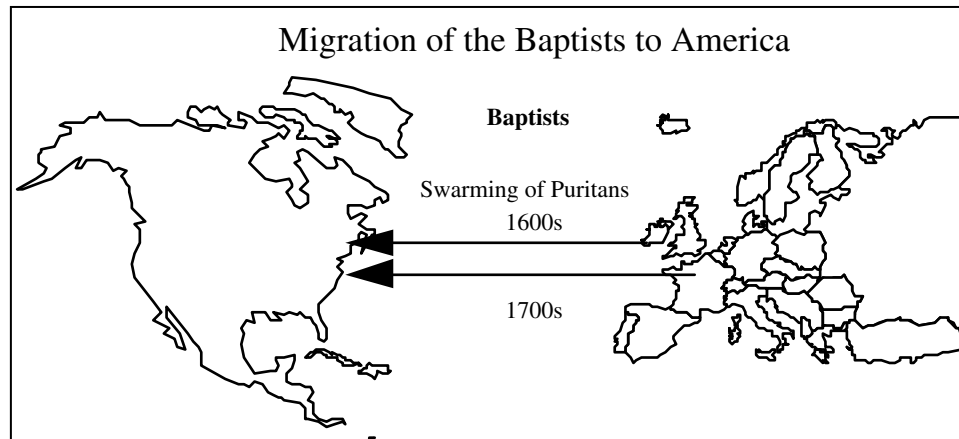 Migration of the Baptists to America
Baptists
Swarming of Puritans
1600s
1700s